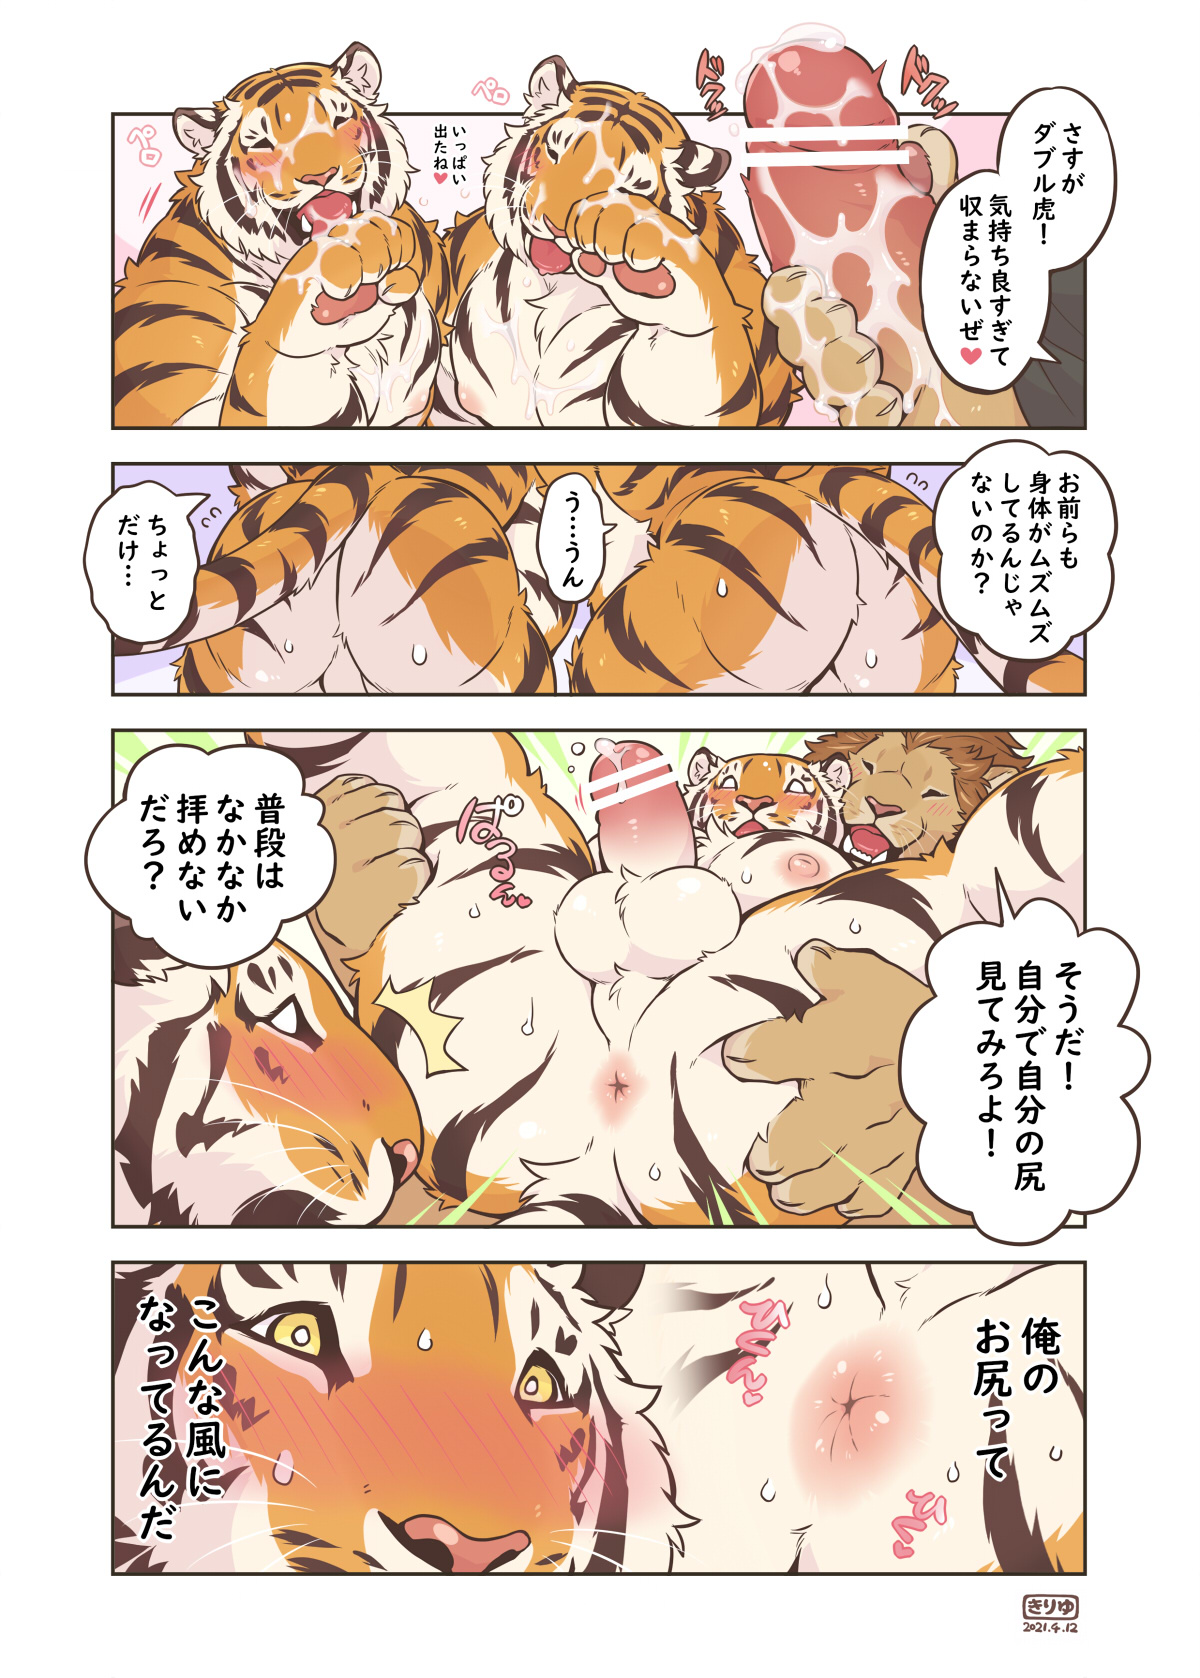 さすが
ダブル虎！
気持ち良すぎて
収まらないぜ♥
ドクッ
ドクッ
いっぱい
出たね♥
ペロ
ペロ
お前らも
身体がムズムズ
してるんじゃ
ないのか？
う…うん
ちょっと
だけ…
そうだ！
自分で自分の尻
見てみろよ！
普段は
なかなか
拝めない
だろ？
俺の
お尻って
ひくん
ひく
こんな風に
なってるんだ
きりゆ
2021.4.12